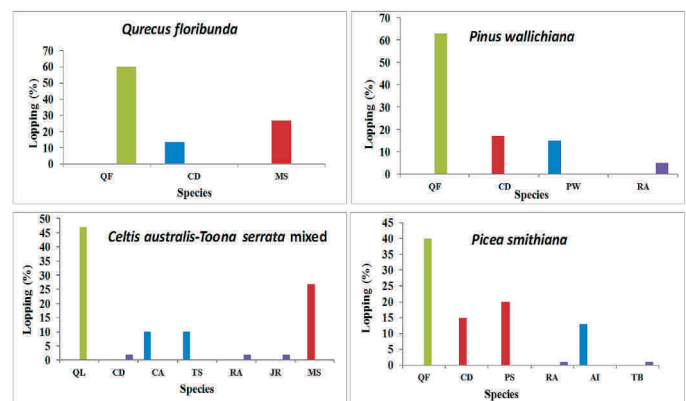 Qurecus floribunda
Lopping (%)
70
60
50
40
30
20
10
0
QF CD MS
Species
Pinus wallichiana
Lopping (%)
70
60
50
40
30
20
10
0
QF CD PW RA
Species
Celtis australis-Toona serrata mixed
Lopping (%)
50
45
40
35
30
25
20
15
10
5
0
QL CD CA TS RA JR MS
Species
Picea smithiana
Lopping (%)
45
40
35
30
25
20
15
10
5
0
QF CD PS RA AI TB
Species